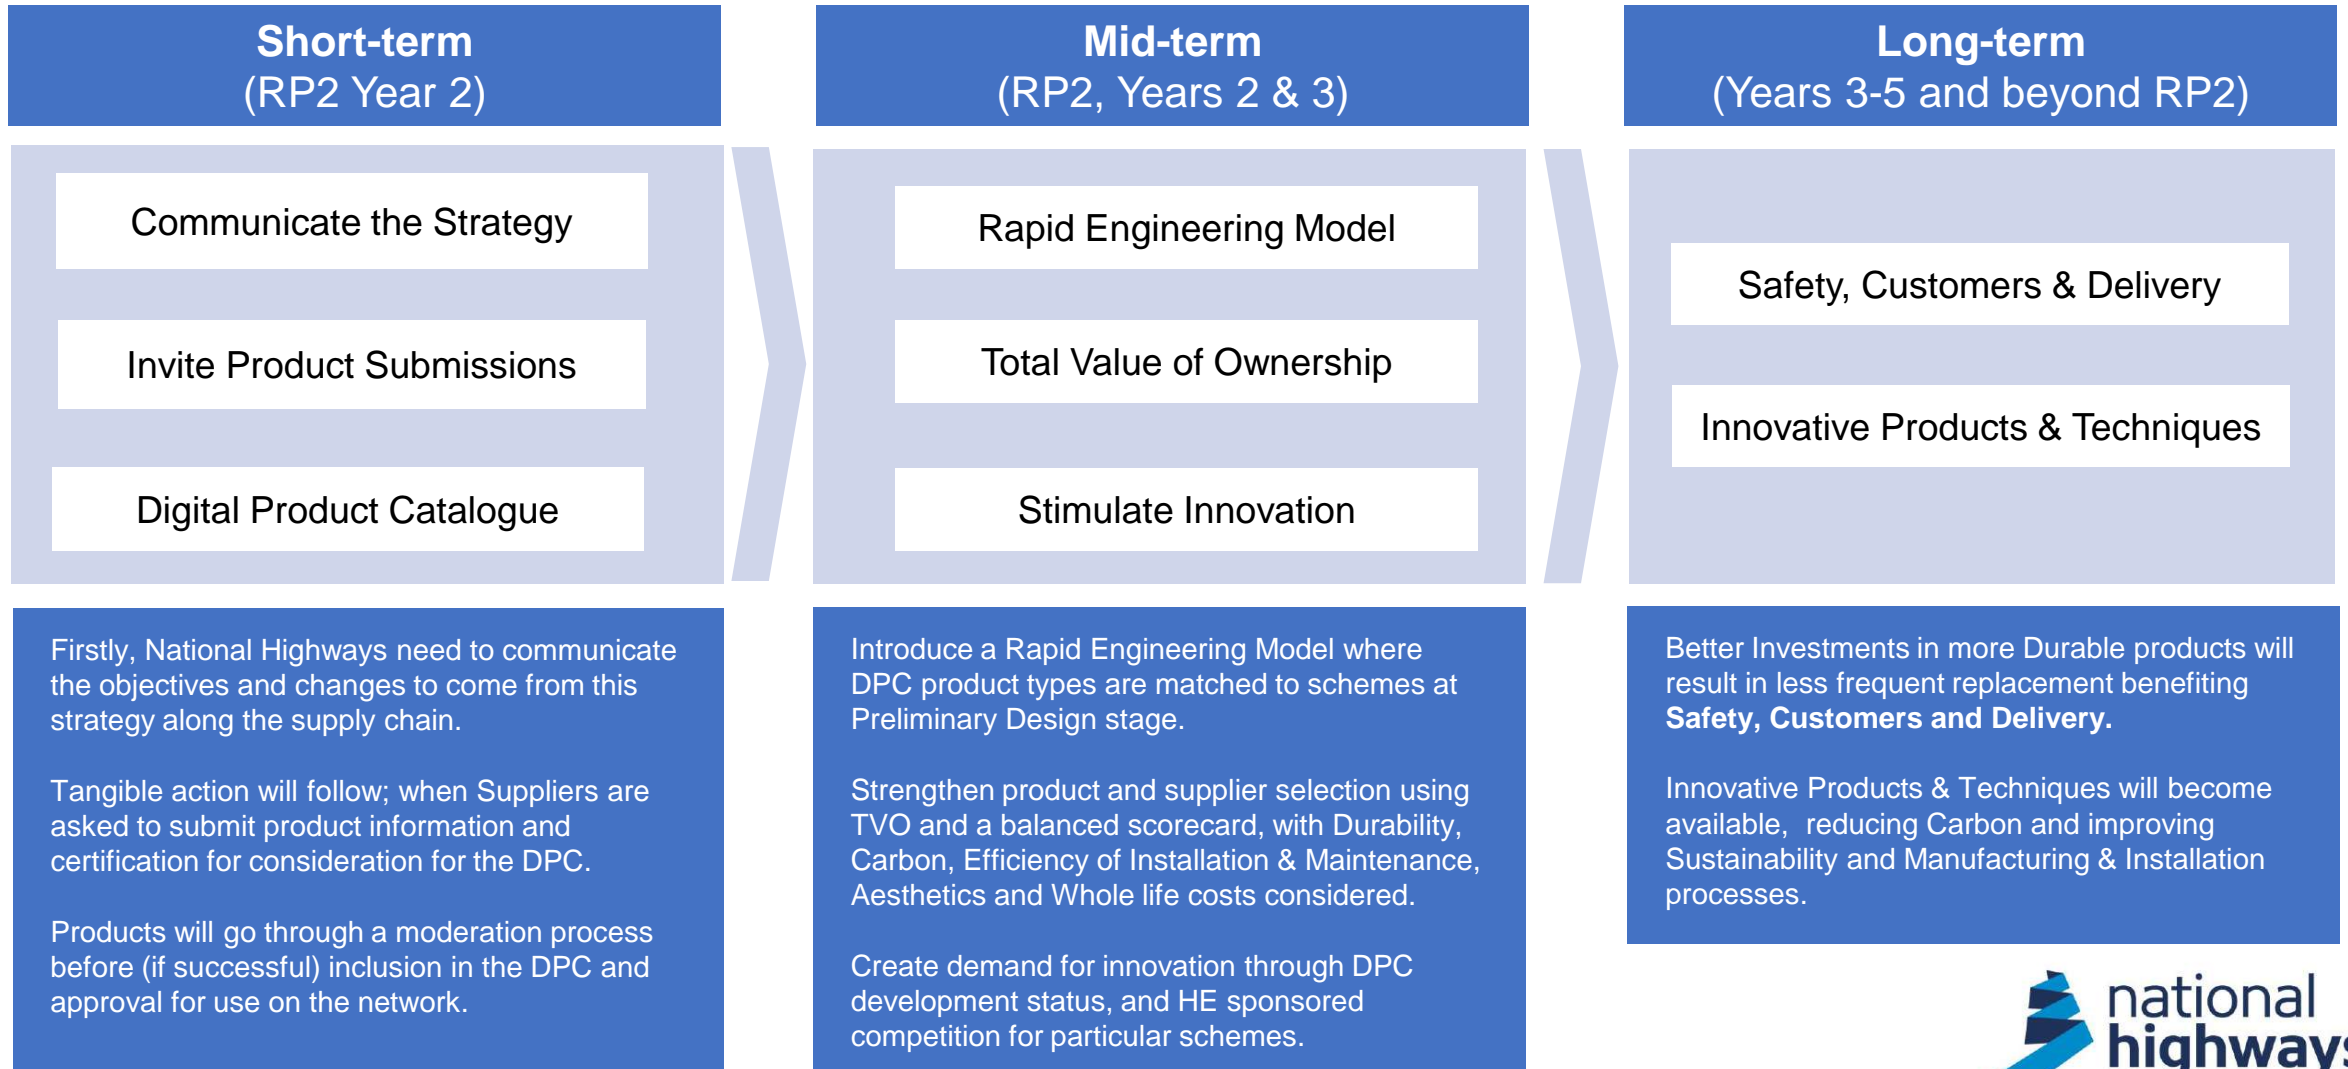 Short-term
(RP2 Year 2)
Communicate the Strategy
Invite Product Submissions
Digital Product Catalogue
Firstly, National Highways need to communicate
the objectives and changes to come from this
strategy along the supply chain.
Tangible action will follow; when Suppliers are
asked to submit product information and
certification for consideration for the DPC.
Products will go through a moderation process
before (if successful) inclusion in the DPC and
approval for use on the network.
Mid-term
(RP2, Years 2 & 3)
Rapid Engineering Model
Total Value of Ownership
Stimulate Innovation
Introduce a Rapid Engineering Model where
DPC product types are matched to schemes at
Preliminary Design stage.
Strengthen product and supplier selection using
TVO and a balanced scorecard, with Durability,
Carbon, Efficiency of Installation & Maintenance,
Aesthetics and Whole life costs considered.
Create demand for innovation through DPC
development status, and HE sponsored
competition for particular schemes.
Long-term
(Years 3-5 and beyond RP2)
Safety, Customers & Delivery
Innovative Products & Techniques
Better Investments in more Durable products will
result in less frequent replacement benefiting
Safety, Customers and Delivery.
Innovative Products & Techniques will become
available, reducing Carbon and improving
Sustainability and Manufacturing & Installation
processes.
national
highways